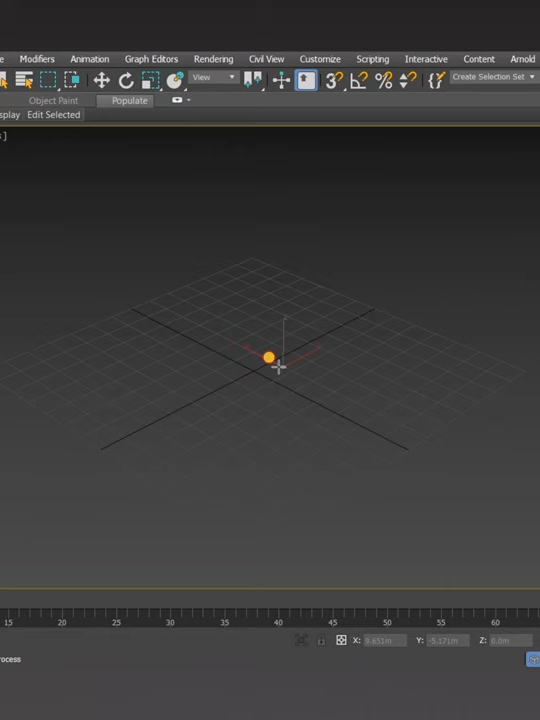 e Modifiers Animation Graph Editors Rendering Civil View Customize Scripting Interactive Content Arnold
View 3 % Create Selection Set
Object Paint Populate
splay Edit Selected
s ]
15 20 25 30 35 40 45 50 55 60
X: 9.651m Y: -5.171m Z: 0.0m
rocess